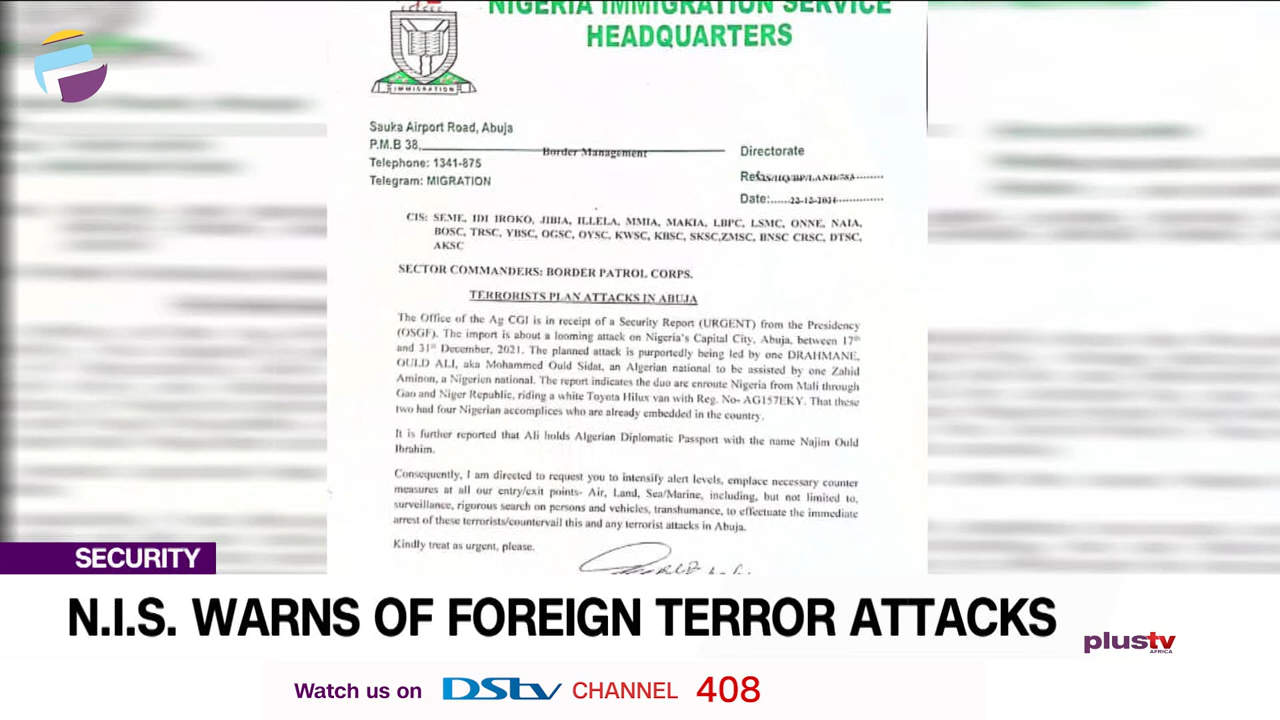 NIGERIA IMMIGRATION SERVICE
HEADQUARTERS
IMMIGRATION
Sauka Airport Road, Abuja
P.M.B 38, Border Management Directorate
Telephone: 1341-875
Telegram: MIGRATION
Date:
CIS: SEME, IDI IROKO, JIBIA, ILLELA, MMIA, MAKIA, LBPC, LSMC, ONNE, NAIA,
BOSC, TRSC, YBSC, OGSC, OYSC, KWSC, KBSC, SKSC,ZMSC, BNSC CRSC, DTSC,
AKSC
SECTOR COMMANDERS: BORDER PATROL CORPS.
TERRORISTS PLAN ATTACKS IN ABUJA
The Office of the Ag CGI is in receipt of a Security Report (URGENT) from the Presidency
(OSGF). The import is about a looming attack on Nigeria's Capital City, Abuja, between 17th
and 31st December, 2021. The planned attack is purportedly being led by one DRAHMANE,
OULD ALI, aka Mohammed Ould Sidat, an Algerian national to be assisted by one Zahid
Aminon, a Nigerien national. The report indicates the duo are enroute Nigeria from Mali through
Gao and Niger Republic, riding a white Toyota Hilux van with Reg. No- AG157EKY. That these
two had four Nigerian accomplices who are already embedded in the country.
It is further reported that Ali holds Algerian Diplomatic Passport with the name Najim Ould
Ibrahim.
Consequently, I am directed to request you to intensify alert levels, emplace necessary counter
measures at all our entry/exit points- Air, Land, Sea/Marine, including, but not limited to,
surveillance, rigorous search on persons and vehicles, transhumance, to effectuate the immediate
arrest of these terrorists/countervail this and any terrorist attacks in Abuja.
Kindly treat as urgent, please.
SECURITY
N.I.S. WARNS OF FOREIGN TERROR ATTACKS
plustv
AFRICA
Watch us on DStv CHANNEL 408